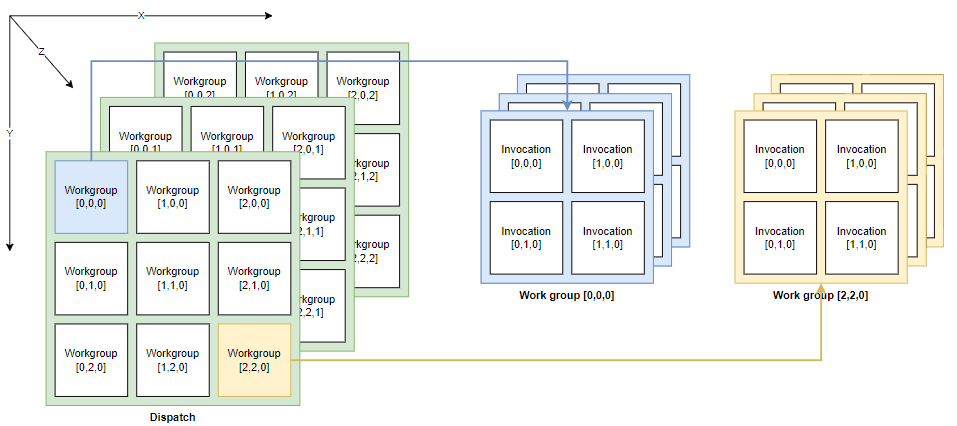 X
Z
Y
Workgroup
[0,0,2]
Workgroup
[1,0,2]
Workgroup
[2,0,2]
Workgroup
[0,0,1]
Workgroup
[1,0,1]
Workgroup
[2,0,1]
2,1,2]
kgroup
2,2,2]
kgroup
2,1,1]
kgroup
2,2,1]
Workgroup
[0,0,0]
Workgroup
[1,0,0]
Workgroup
[2,0,0]
Workgroup
[0,1,0]
Workgroup
[1,1,0]
Workgroup
[2,1,0]
Workgroup
[0,2,0]
Workgroup
[1,2,0]
Workgroup
[2,2,0]
Dispatch
Invocation
[0,0,0]
Invocation
[1,0,0]
Invocation
[0,1,0]
Invocation
[1,1,0]
Work group [0,0,0]
Invocation
[0,0,0]
Invocation
[1,0,0]
Invocation
[0,1,0]
Invocation
[1,1,0]
Work group [2,2,0]